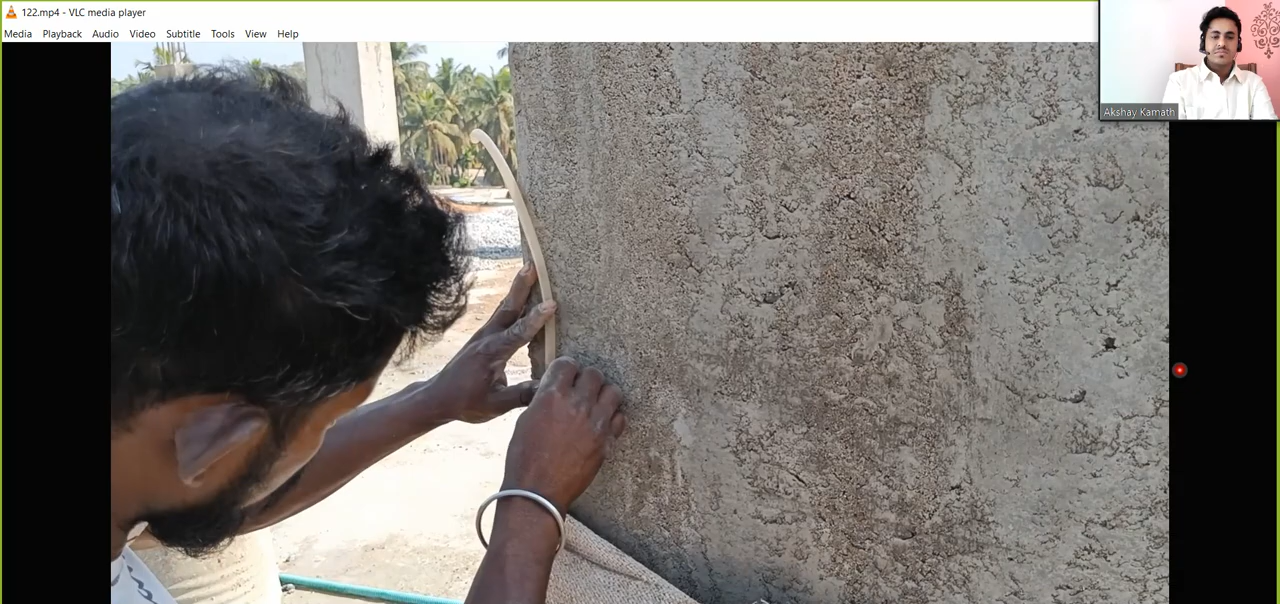 122.mp4 - VLC media player
Media Playback Audio Video Subtitle Tools View Help
Akshay Kamath